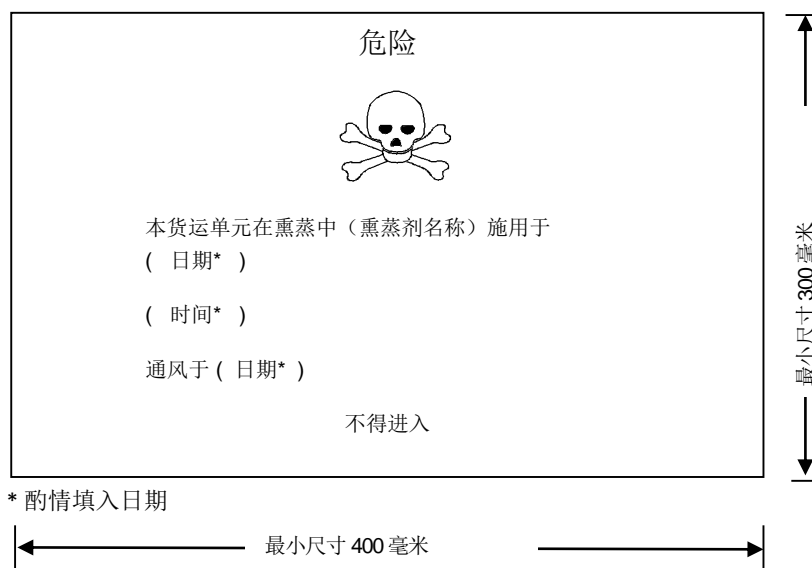 危险
本货运单元在熏蒸中（熏蒸剂名称）施用于
( 日期* )
( 时间* )
通风于 ( 日期* )
不得进入
* 酌情填入日期
最小尺寸 400 毫米
最小尺寸 300 毫米